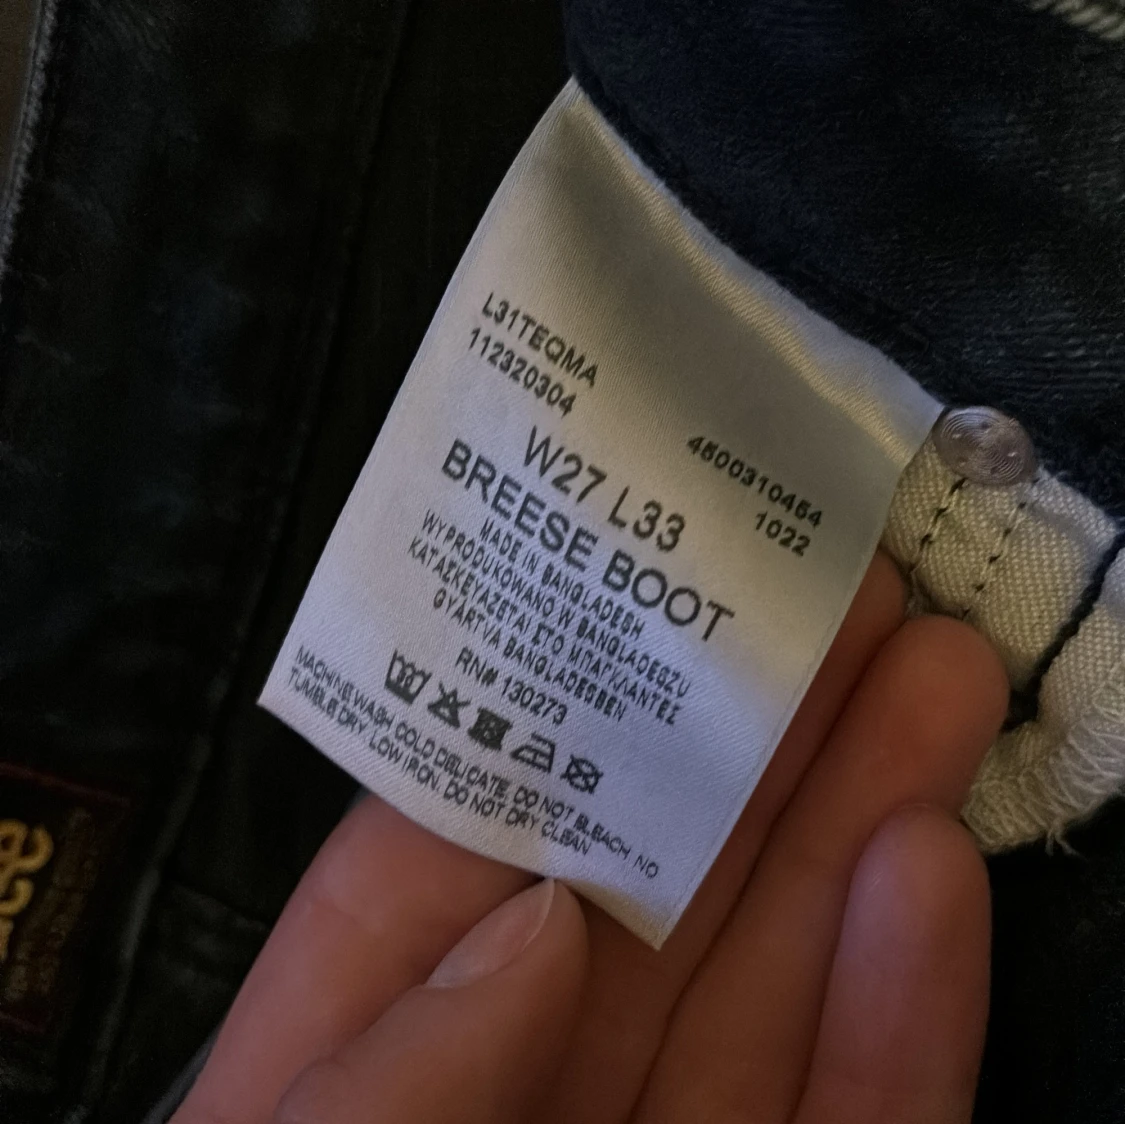 L31TEQMA
112320304
4500310454
1022
W27 L33
BREESE BOOT
MADE IN BANGLADESH
WYPRODUKOWANO W BANGLADESZU
ΚΑΤΑΣΚΕΥΑΖΕΤΑΙ ΣΤΟ ΜΠΑΓΚΛΑΝΤΕΣ
GYÁRTVA BANGLADESBEN
RN# 130273
MACHINE WASH COLD DELICATE. DO NOT BLEACH. NO
TUMBLE DRY. LOW IRON. DO NOT DRY CLEAN